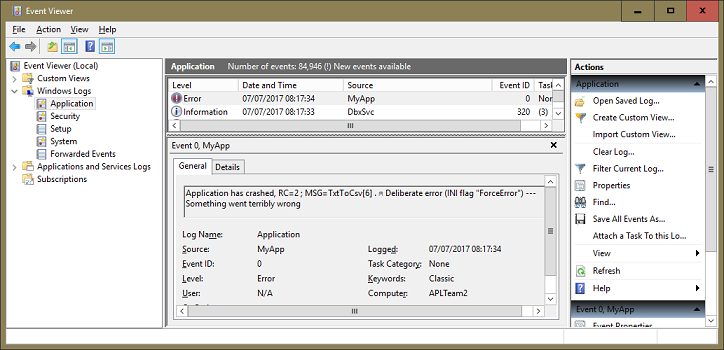 Event Viewer
File Action View Help
Event Viewer (Local)
Custom Views
Windows Logs
Application
Security
Setup
System
Forwarded Events
Applications and Services Logs
Subscriptions
Application Number of events: 84,946 (!) New events available
Level Date and Time Source Event ID Task
Error 07/07/2017 08:17:34 MyApp 0 Non
Information 07/07/2017 08:17:33 DbxSvc 320 (3)
Event 0, MyApp
General Details
Application has crashed, RC=2 ; MSG=TxtToCsv[6] . ⍝ Deliberate error (INI flag "ForceError") ---
Something went terribly wrong
Log Name: Application
Source: MyApp Logged: 07/07/2017 08:17:34
Event ID: 0 Task Category: None
Level: Error Keywords: Classic
User: N/A Computer: APLTeam2
Actions
Application
Open Saved Log...
Create Custom View...
Import Custom View...
Clear Log...
Filter Current Log...
Properties
Find...
Save All Events As...
Attach a Task To this Lo...
View
Refresh
Help
Event 0, MyApp
Event Properties